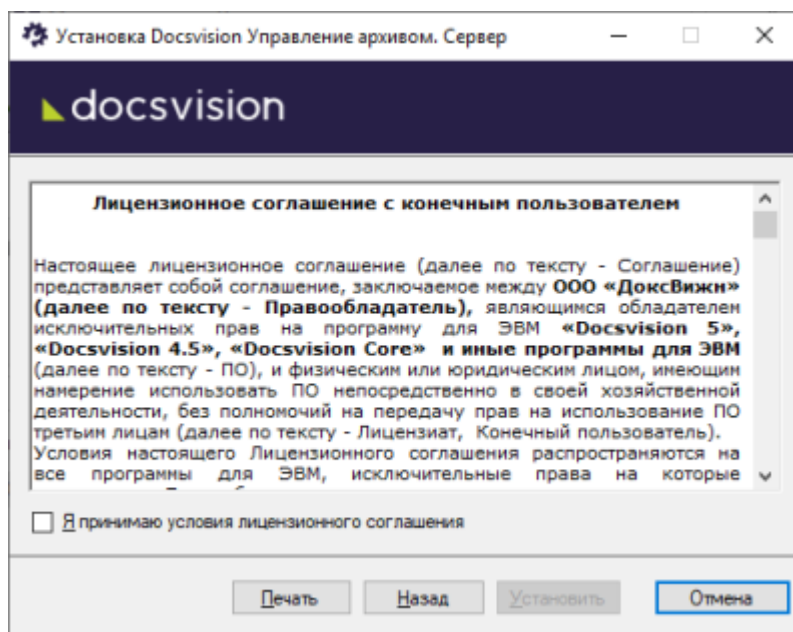 Установка Docsvision Управление архивом. Сервер
docsvision
Лицензионное соглашение с конечным пользователем
Настоящее лицензионное соглашение (далее по тексту - Соглашение)
представляет собой соглашение, заключаемое между ООО «ДоксВижн»
(далее по тексту - Правообладатель), являющимся обладателем
исключительных прав на программу для ЭВМ «Docsvision 5»,
«Docsvision 4.5», «Docsvision Core» и иные программы для ЭВМ
(далее по тексту - ПО), и физическим или юридическим лицом, имеющим
намерение использовать ПО непосредственно в своей хозяйственной
деятельности, без полномочий на передачу прав на использование ПО
третьим лицам (далее по тексту - Лицензиат, Конечный пользователь).
Условия настоящего Лицензионного соглашения распространяются на
все программы для ЭВМ, исключительные права на которые
Я принимаю условия лицензионного соглашения
Печать Назад Установить Отмена